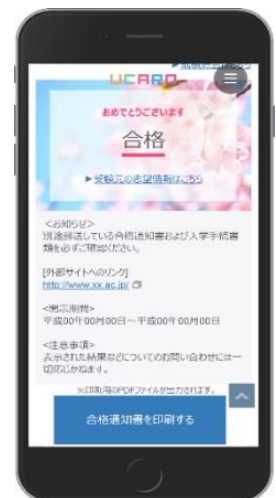 UCARO
おめでとうございます
合格
▶受験元の志望情報はこちら
<お知らせ>
別途郵送している合格通知書および入学手続書
類を必ずご確認ください。
[外部サイトへのリンク]
http://www.xx.ac.jp/
<開示期間>
平成00年00月00日～平成00年00月00日
<注意事項>
表示された結果などについてのお問い合わせには一
切応じかねます。
※印刷用のPDFファイルが出力されます。
合格通知書を印刷する